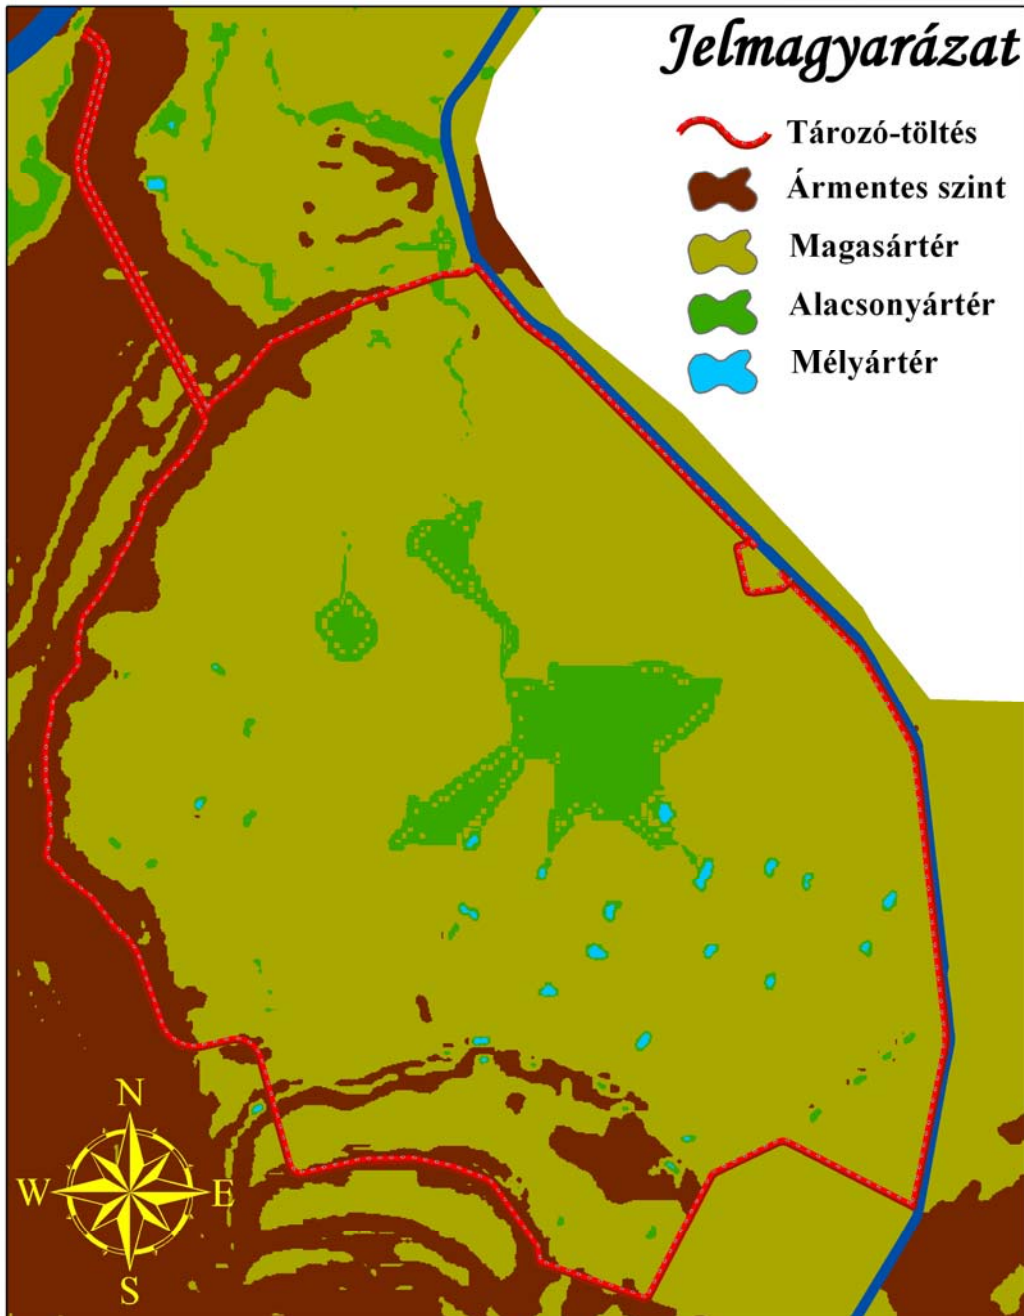 Jelmagyarázat
Tározó-töltés
Ármentes szint
Magasártér
Alacsonyártér
Mélyártér
N
W E
S